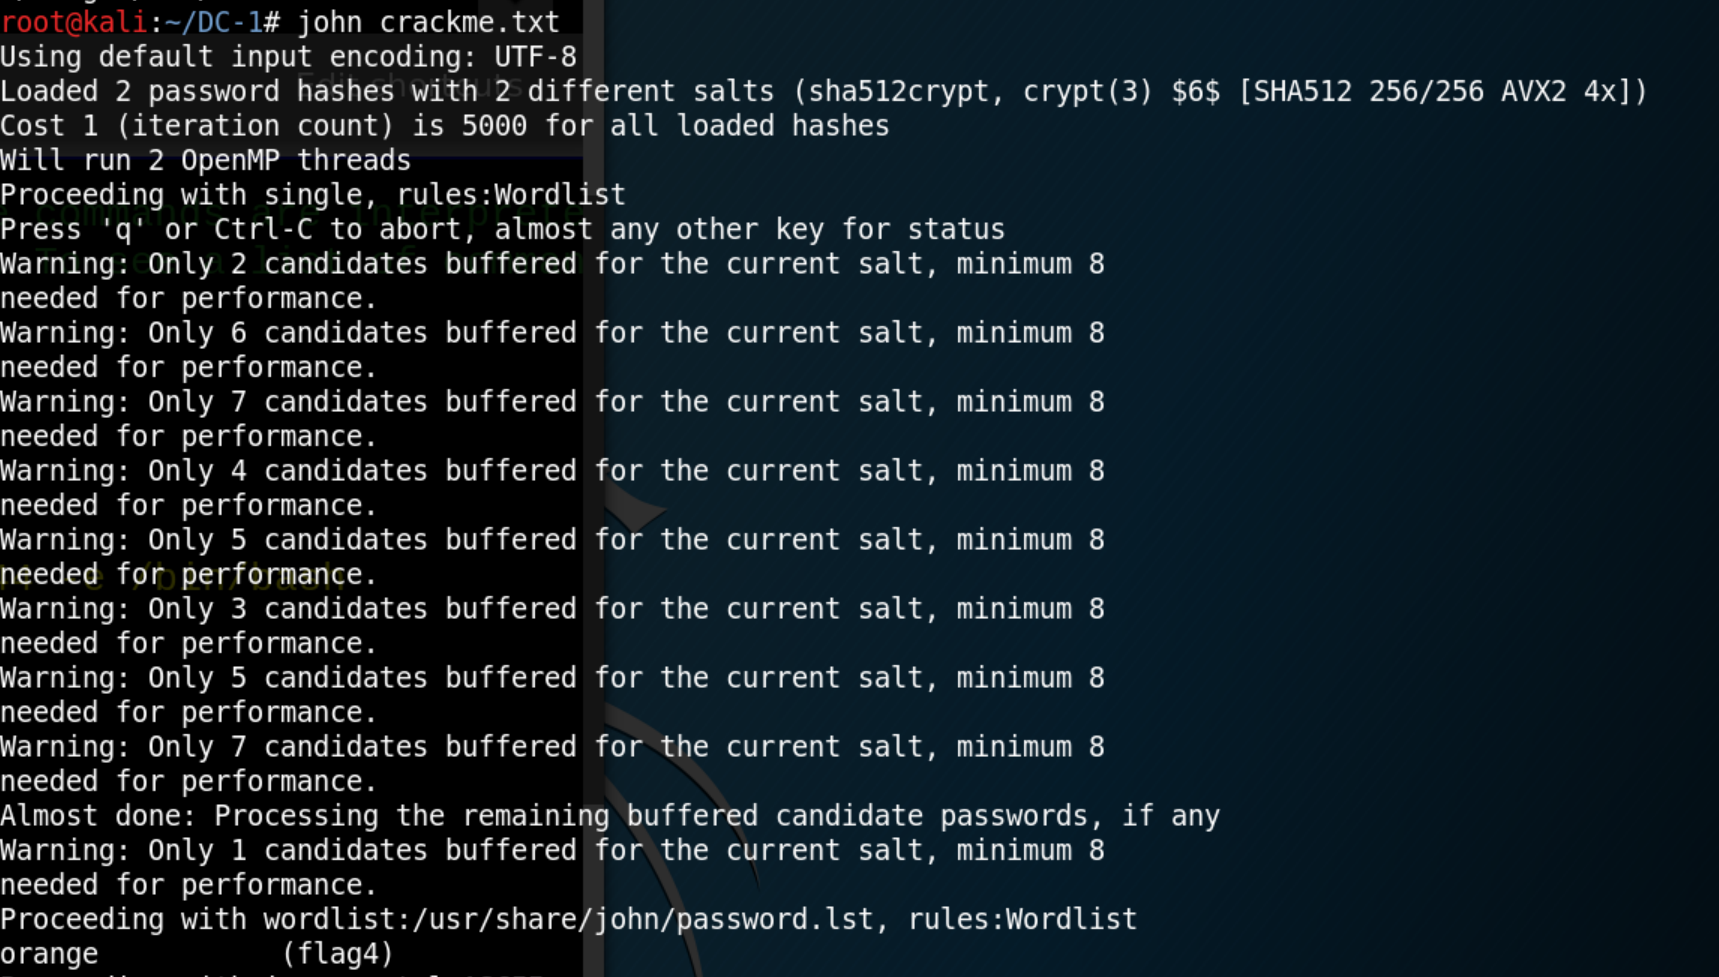 root@kali:~/DC-1# john crackme.txt
Using default input encoding: UTF-8
Loaded 2 password hashes with 2 different salts (sha512crypt, crypt(3) $6$ [SHA512 256/256 AVX2 4x])
Cost 1 (iteration count) is 5000 for all loaded hashes
Will run 2 OpenMP threads
Proceeding with single, rules:Wordlist
Press 'q' or Ctrl-C to abort, almost any other key for status
Warning: Only 2 candidates buffered for the current salt, minimum 8
needed for performance.
Warning: Only 6 candidates buffered for the current salt, minimum 8
needed for performance.
Warning: Only 7 candidates buffered for the current salt, minimum 8
needed for performance.
Warning: Only 4 candidates buffered for the current salt, minimum 8
needed for performance.
Warning: Only 5 candidates buffered for the current salt, minimum 8
needed for performance.
Warning: Only 3 candidates buffered for the current salt, minimum 8
needed for performance.
Warning: Only 5 candidates buffered for the current salt, minimum 8
needed for performance.
Warning: Only 7 candidates buffered for the current salt, minimum 8
needed for performance.
Almost done: Processing the remaining buffered candidate passwords, if any
Warning: Only 1 candidates buffered for the current salt, minimum 8
needed for performance.
Proceeding with wordlist:/usr/share/john/password.lst, rules:Wordlist
orange           (flag4)